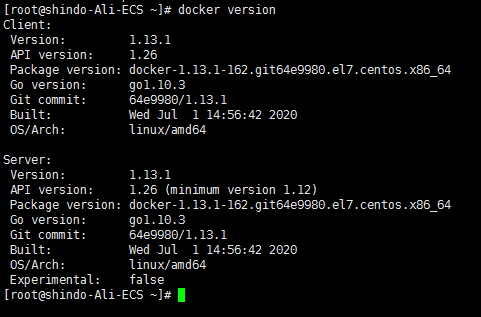 [root@shindo-Ali-ECS ~]# docker version
Client:
 Version:         1.13.1
 API version:     1.26
 Package version: docker-1.13.1-162.git64e9980.el7.centos.x86_64
 Go version:      go1.10.3
 Git commit:      64e9980/1.13.1
 Built:           Wed Jul  1 14:56:42 2020
 OS/Arch:         linux/amd64

Server:
 Version:         1.13.1
 API version:     1.26 (minimum version 1.12)
 Package version: docker-1.13.1-162.git64e9980.el7.centos.x86_64
 Go version:      go1.10.3
 Git commit:      64e9980/1.13.1
 Built:           Wed Jul  1 14:56:42 2020
 OS/Arch:         linux/amd64
 Experimental:    false
[root@shindo-Ali-ECS ~]#